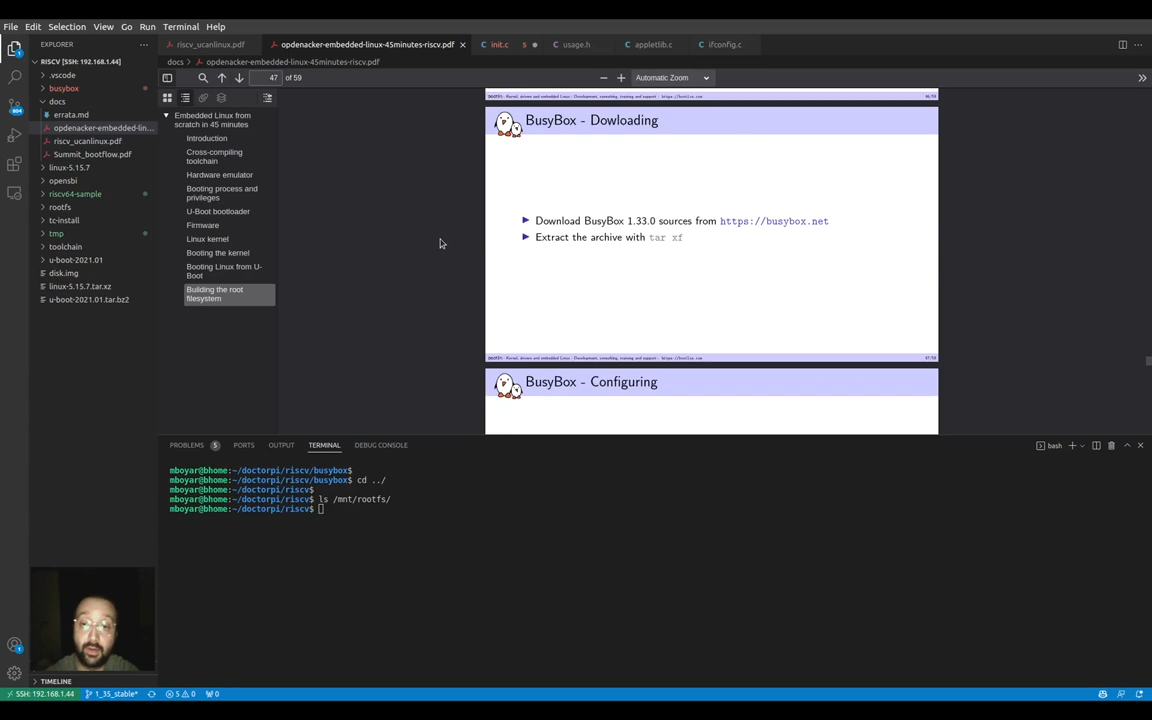 File Edit Selection View Go Run Terminal Help
EXPLORER
RISCV [SSH: 192.168.1.44]
.vscode
busybox
docs
errata.md
opdenacker-embedded-lin...
riscv_ucanlinux.pdf
Summit_bootflow.pdf
linux-5.15.7
opensbi
riscv64-sample
rootfs
tc-install
tmp
toolchain
u-boot-2021.01
disk.img
linux-5.15.7.tar.xz
u-boot-2021.01.tar.bz2
TIMELINE
riscv_ucanlinux.pdf
opdenacker-embedded-linux-45minutes-riscv.pdf
init.c 5
usage.h
appletlib.c
ifconfig.c
docs > opdenacker-embedded-linux-45minutes-riscv.pdf
47 of 59
Automatic Zoom
Embedded Linux from
scratch in 45 minutes
Introduction
Cross-compiling
toolchain
Hardware emulator
Booting process and
privileges
U-Boot bootloader
Firmware
Linux kernel
Booting the kernel
Booting Linux from U-
Boot
Building the root
filesystem
BusyBox - Dowloading
Download BusyBox 1.33.0 sources from https://busybox.net
Extract the archive with tar xf
BusyBox - Configuring
PROBLEMS 5 PORTS OUTPUT TERMINAL DEBUG CONSOLE
bash
mboyar@bhome:~/doctorpi/riscv/busybox$
mboyar@bhome:~/doctorpi/riscv/busybox$ cd ../
mboyar@bhome:~/doctorpi/riscv$
mboyar@bhome:~/doctorpi/riscv$ ls /mnt/rootfs/
mboyar@bhome:~/doctorpi/riscv$
SSH: 192.168.1.44 1_35_stable* 5 0 0